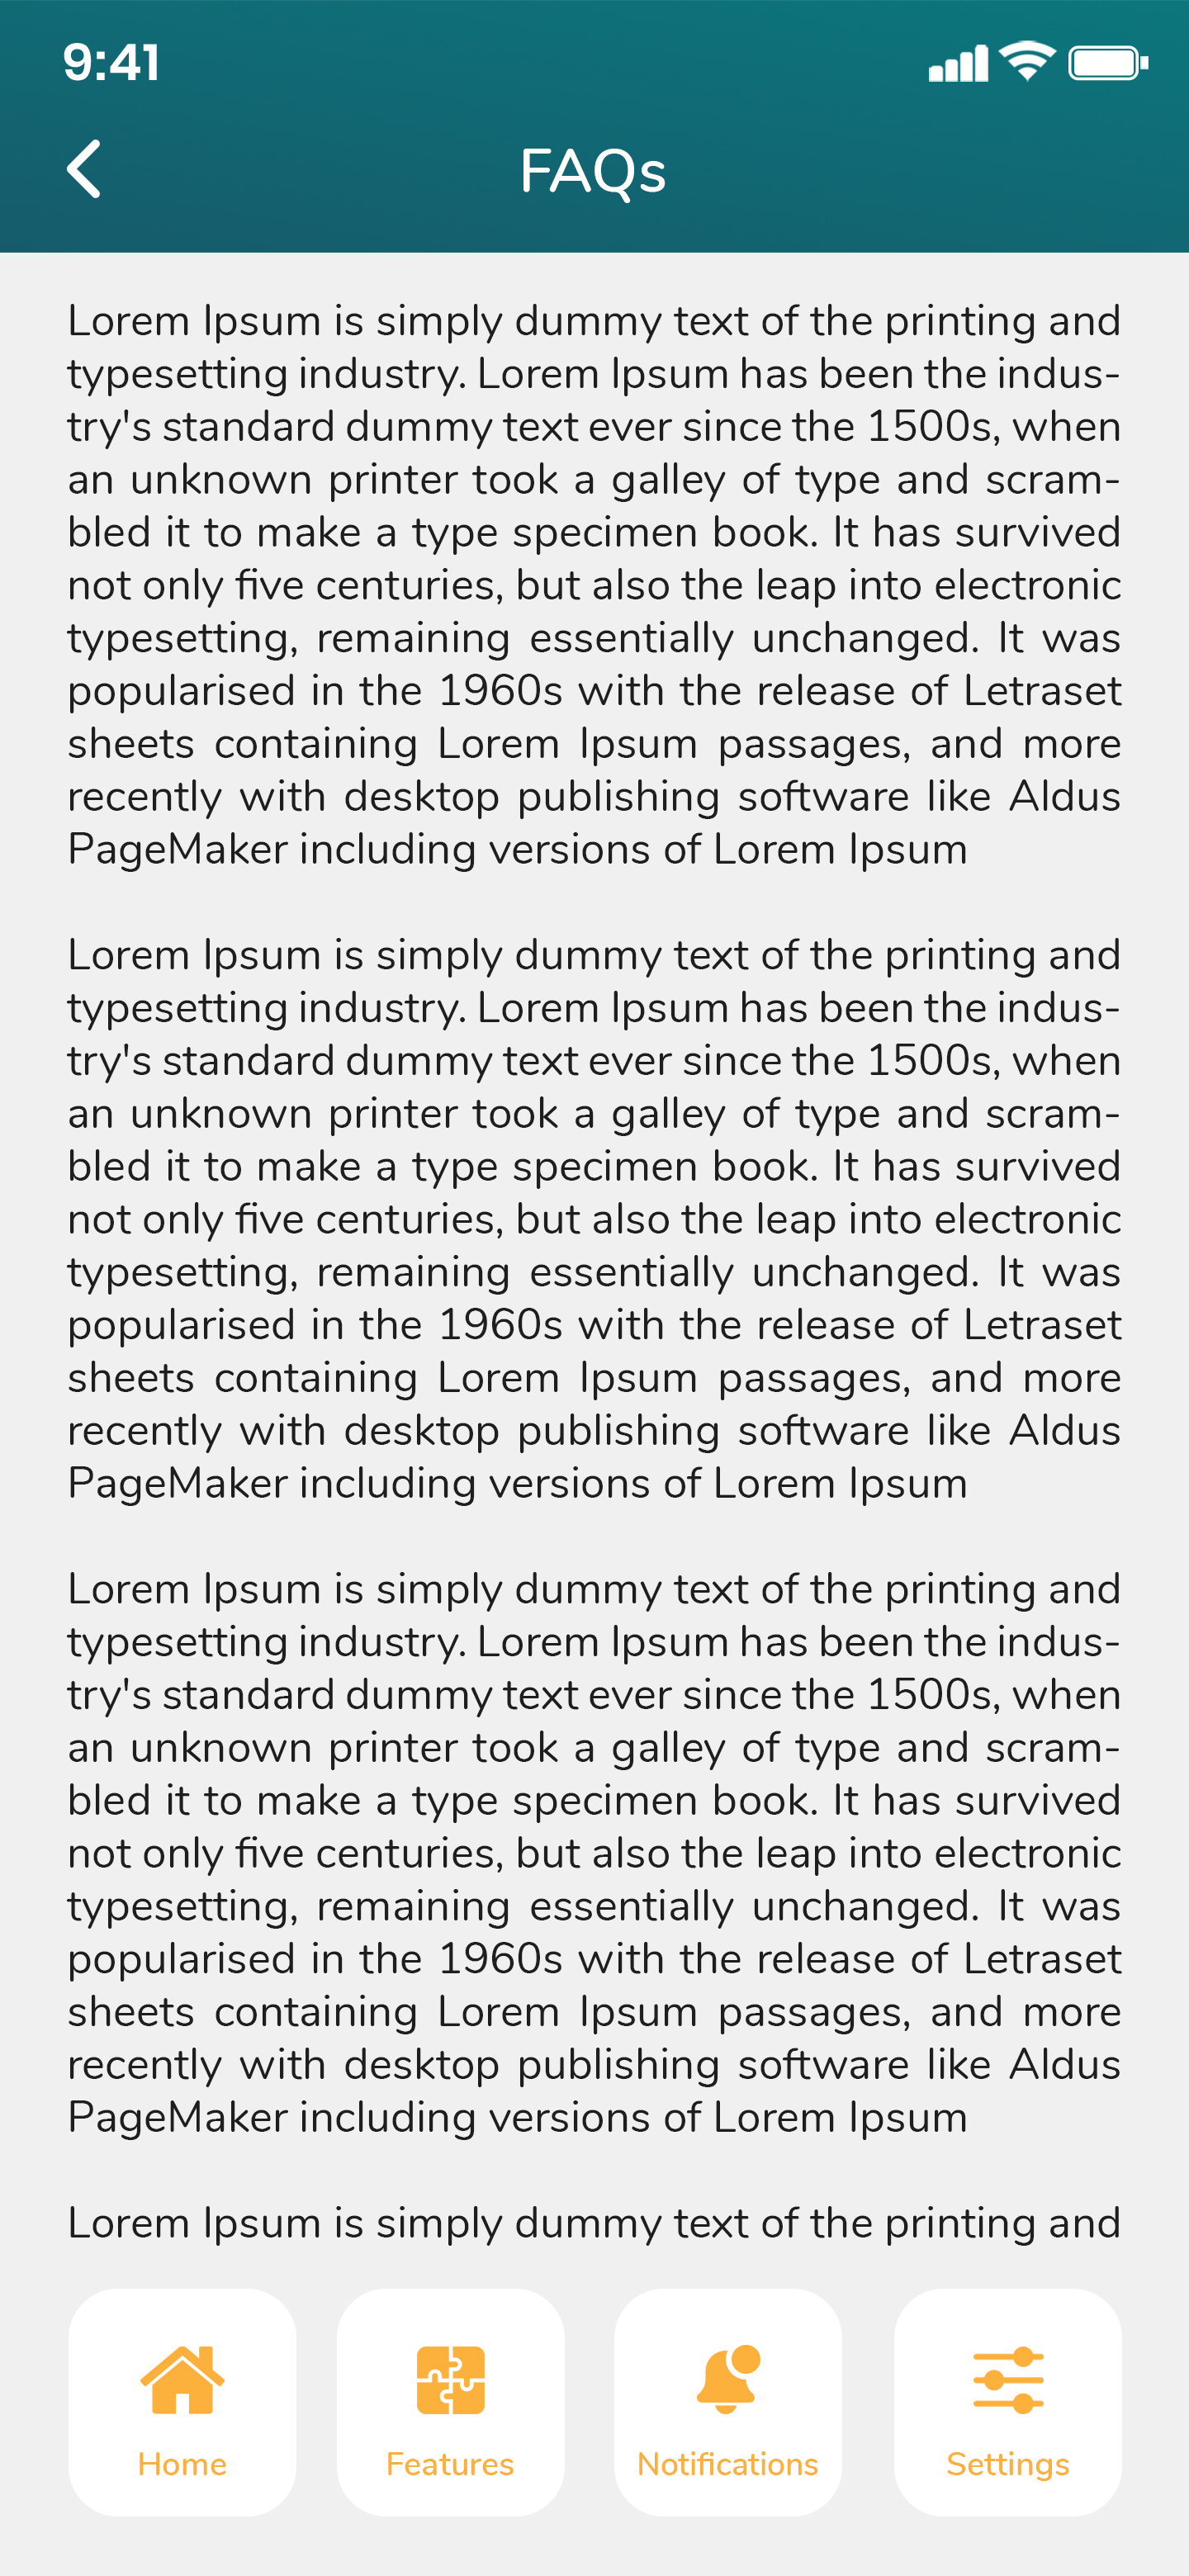 9:41
FAQs
Lorem Ipsum is simply dummy text of the printing and
typesetting industry. Lorem Ipsum has been the indus-
try's standard dummy text ever since the 1500s, when
an unknown printer took a galley of type and scram-
bled it to make a type specimen book. It has survived
not only five centuries, but also the leap into electronic
typesetting, remaining essentially unchanged. It was
popularised in the 1960s with the release of Letraset
sheets containing Lorem Ipsum passages, and more
recently with desktop publishing software like Aldus
PageMaker including versions of Lorem Ipsum
Lorem Ipsum is simply dummy text of the printing and
typesetting industry. Lorem Ipsum has been the indus-
try's standard dummy text ever since the 1500s, when
an unknown printer took a galley of type and scram-
bled it to make a type specimen book. It has survived
not only five centuries, but also the leap into electronic
typesetting, remaining essentially unchanged. It was
popularised in the 1960s with the release of Letraset
sheets containing Lorem Ipsum passages, and more
recently with desktop publishing software like Aldus
PageMaker including versions of Lorem Ipsum
Lorem Ipsum is simply dummy text of the printing and
typesetting industry. Lorem Ipsum has been the indus-
try's standard dummy text ever since the 1500s, when
an unknown printer took a galley of type and scram-
bled it to make a type specimen book. It has survived
not only five centuries, but also the leap into electronic
typesetting, remaining essentially unchanged. It was
popularised in the 1960s with the release of Letraset
sheets containing Lorem Ipsum passages, and more
recently with desktop publishing software like Aldus
PageMaker including versions of Lorem Ipsum
Lorem Ipsum is simply dummy text of the printing and
Home Features Notifications Settings